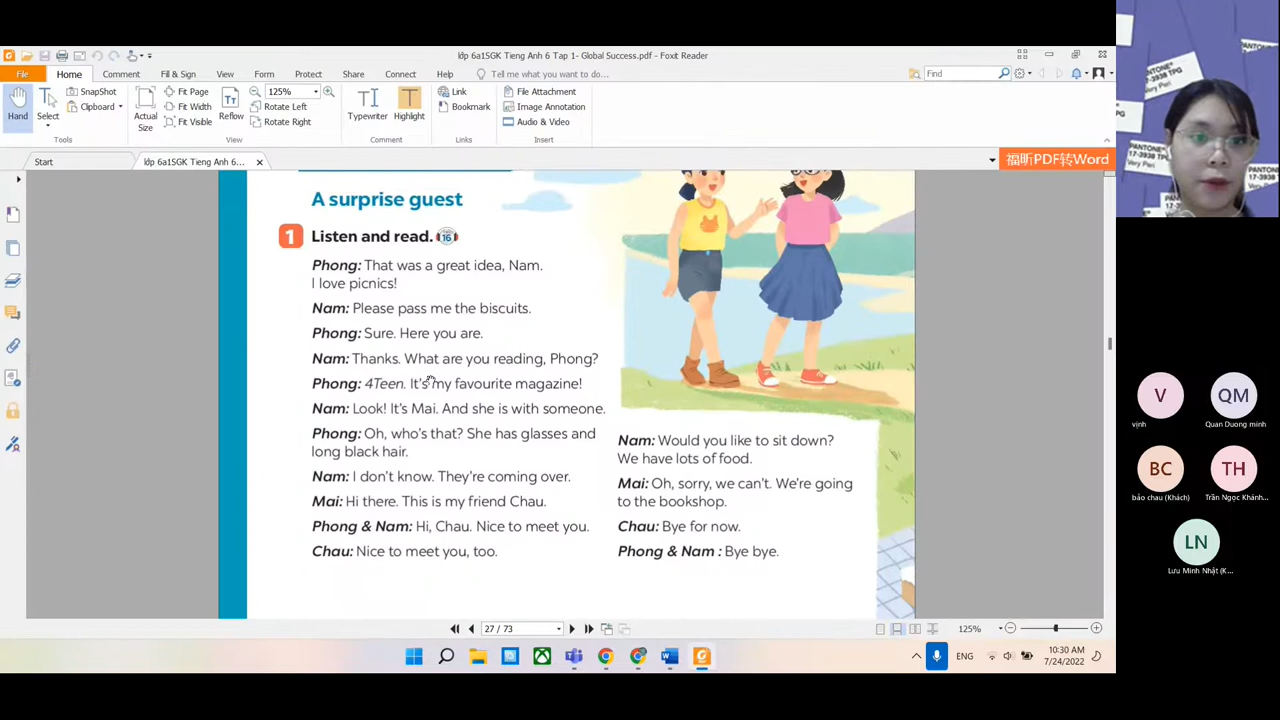 ldp 6a1SGK Tieng Anh 6 Tap 1- Global Success.pdf - Foxit Reader
File Home Comment Fill & Sign View Form Protect Share Connect Help Tell me what you want to do... Find
Hand
Select
SnapShot
Clipboard
Tools
Actual Size
Fit Page
Fit Width
Fit Visible
Reflow
125%
Rotate Left
Rotate Right
View
Typewriter
Highlight
Comment
Link
Bookmark
Links
File Attachment
Image Annotation
Audio & Video
Insert
Start
ldp 6a1SGK Tieng Anh 6...
福昕PDF转Word
A surprise guest
1 Listen and read. 16
Phong: That was a great idea, Nam.
I love picnics!
Nam: Please pass me the biscuits.
Phong: Sure. Here you are.
Nam: Thanks. What are you reading, Phong?
Phong: 4Teen. It's my favourite magazine!
Nam: Look! It's Mai. And she is with someone.
Phong: Oh, who's that? She has glasses and
long black hair.
Nam: I don't know. They're coming over.
Mai: Hi there. This is my friend Chau.
Phong & Nam: Hi, Chau. Nice to meet you.
Chau: Nice to meet you, too.
Nam: Would you like to sit down?
We have lots of food.
Mai: Oh, sorry, we can't. We're going
to the bookshop.
Chau: Bye for now.
Phong & Nam : Bye bye.
27 / 73
125%
ENG
10:30 AM
7/24/2022
PANTONE®
17-3938 TPG
Very Peri
V
vịnh
QM
Quan Duong minh
BC
bảo chau (Khách)
TH
Trần Ngọc Khánh...
LN
Lưu Minh Nhật (K...